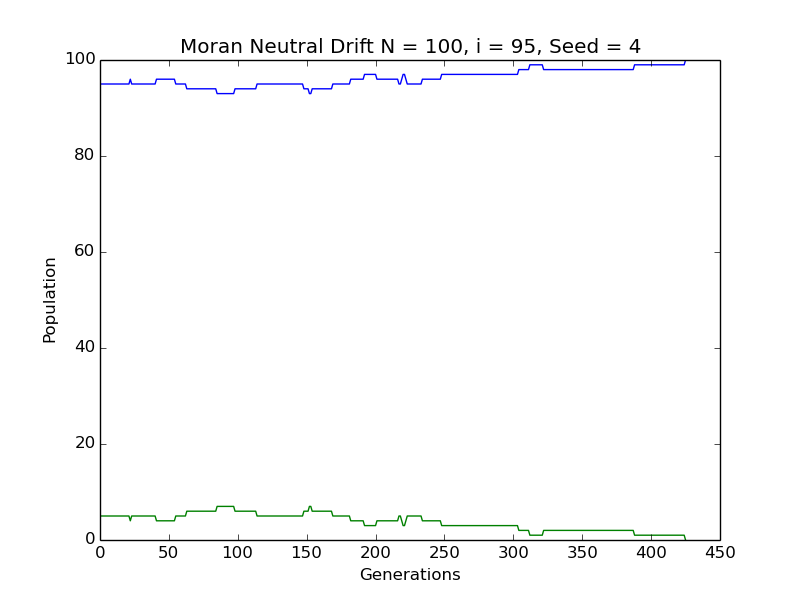 Moran Neutral Drift N = 100, i = 95, Seed = 4
100
80
60
40
20
0
Population
0 50 100 150 200 250 300 350 400 450
Generations